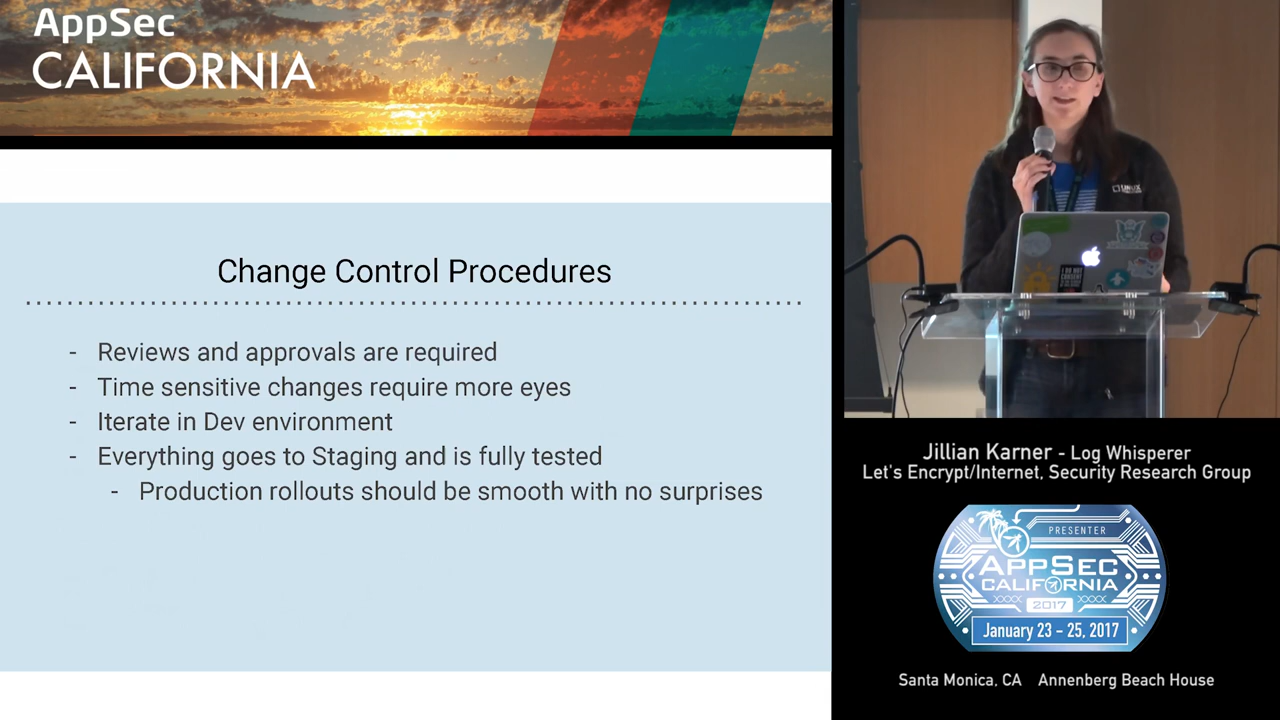 AppSec
CALIFORNIA
Change Control Procedures
- Reviews and approvals are required
- Time sensitive changes require more eyes
- Iterate in Dev environment
- Everything goes to Staging and is fully tested
- Production rollouts should be smooth with no surprises
I DO NOT
CONSENT
Jillian Karner - Log Whisperer
Let's Encrypt/Internet, Security Research Group
PRESENTER
APPSEC
CALIFORNIA
2017
January 23 - 25, 2017
Santa Monica, CA Annenberg Beach House